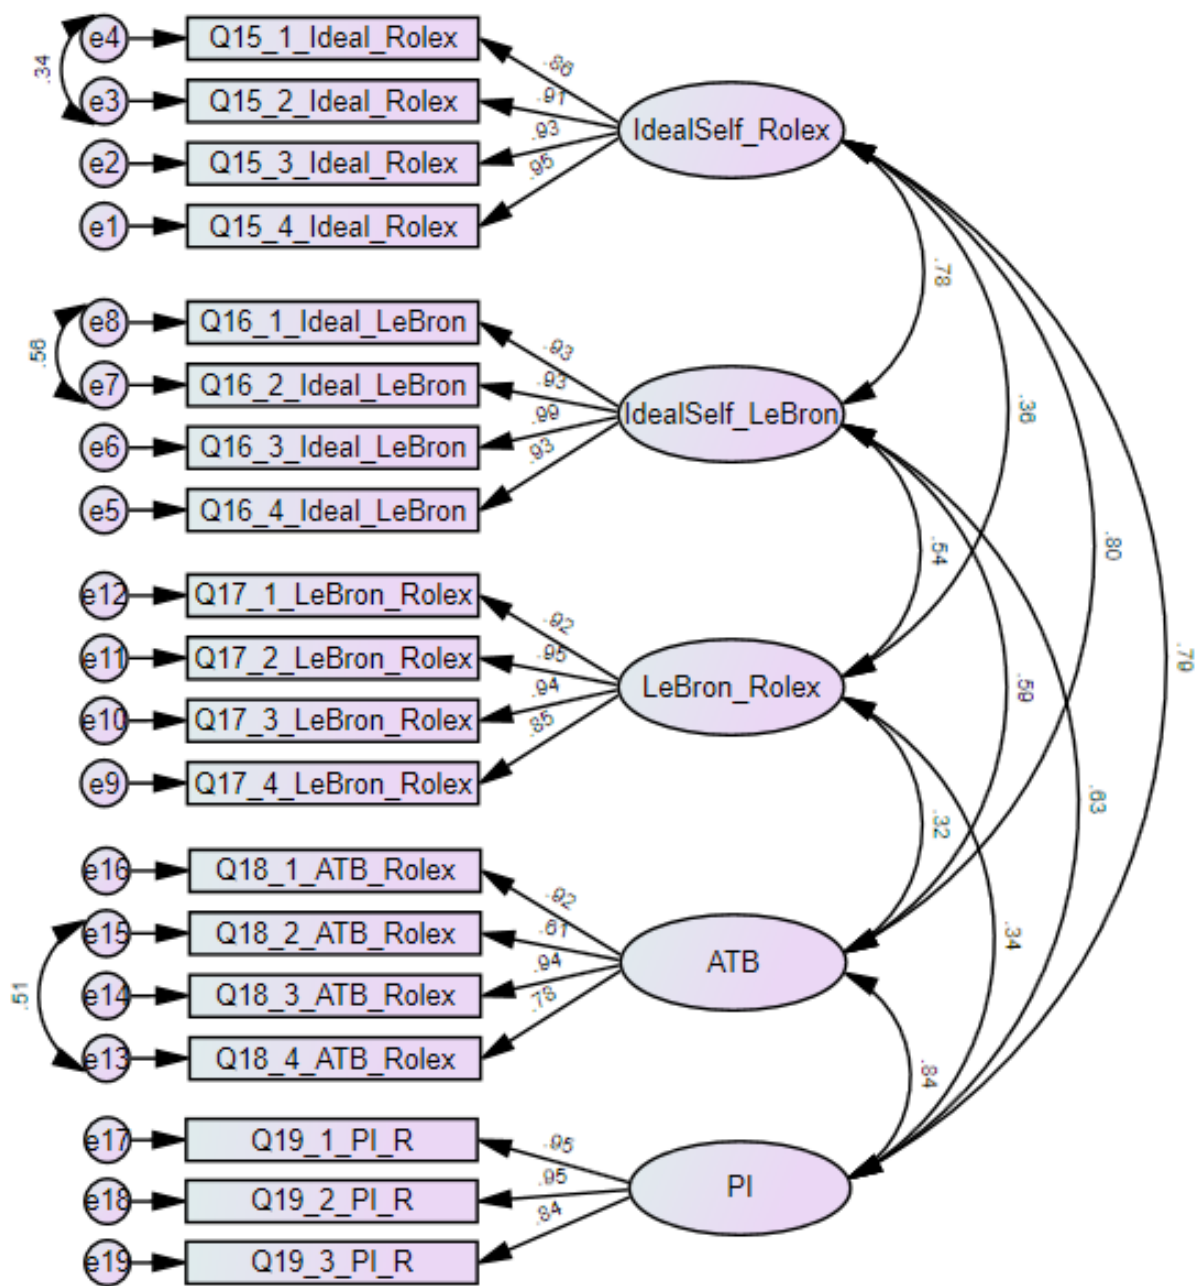 e4 Q15_1_Ideal_Rolex .86
.34
e3 Q15_2_Ideal_Rolex .91
IdealSelf_Rolex
e2 Q15_3_Ideal_Rolex .93
e1 Q15_4_Ideal_Rolex .95
.78
e8 Q16_1_Ideal_LeBron .93
.56
e7 Q16_2_Ideal_LeBron .93
IdealSelf_LeBron
.36
e6 Q16_3_Ideal_LeBron .99
e5 Q16_4_Ideal_LeBron .93
.54
.80
e12 Q17_1_LeBron_Rolex .92
e11 Q17_2_LeBron_Rolex .95
.79
LeBron_Rolex
.59
e10 Q17_3_LeBron_Rolex .94
e9 Q17_4_LeBron_Rolex .85
.63
.32
e16 Q18_1_ATB_Rolex .92
e15 Q18_2_ATB_Rolex .61
.34
ATB
e14 Q18_3_ATB_Rolex .94
.51
e13 Q18_4_ATB_Rolex .78
.84
e17 Q19_1_PI_R .95
PI
e18 Q19_2_PI_R .95
e19 Q19_3_PI_R .84